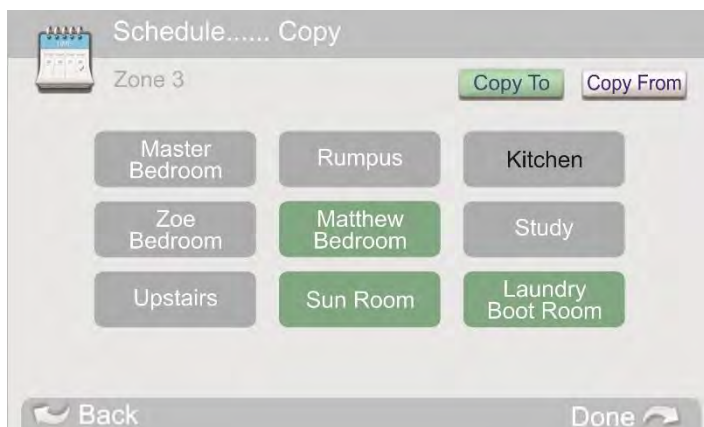 Schedule...... Copy
Zone 3
Copy To
Copy From
Master
Bedroom
Rumpus
Kitchen
Zoe
Bedroom
Matthew
Bedroom
Study
Upstairs
Sun Room
Laundry
Boot Room
Back
Done